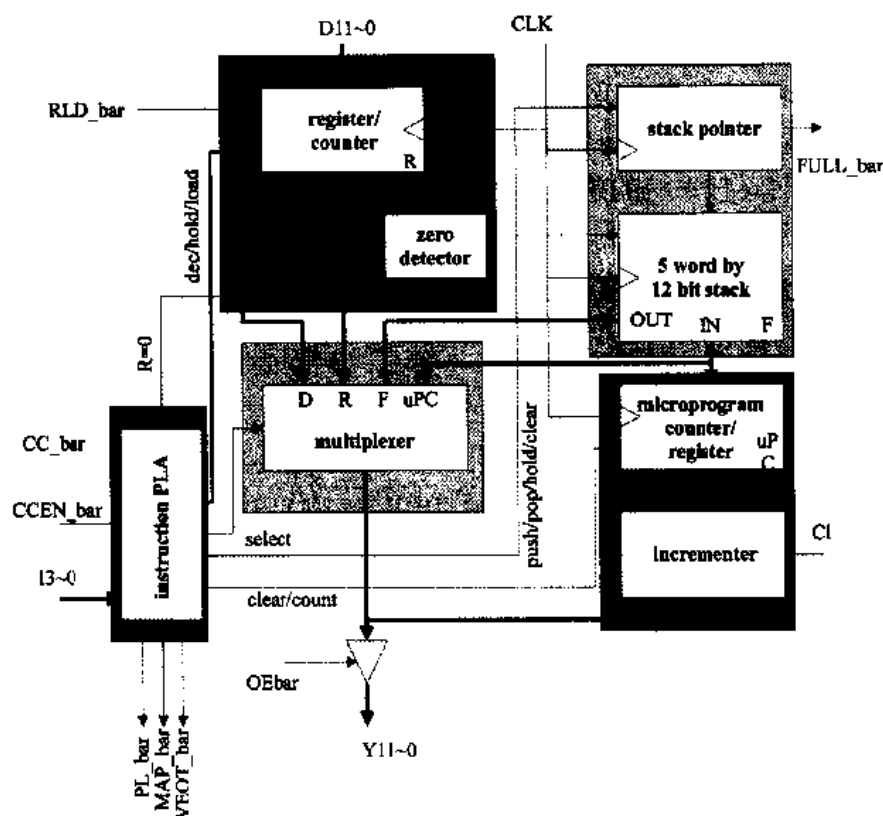 D11~0
CLK
RLD_bar
register/
counter
R
stack pointer
FULL_bar
dec/hold/load
zero
detector
5 word by
12 bit stack
OUT IN F
R=0
D R F uPC
multiplexer
microprogram
counter/
register
uP
C
push/pop/hold/clear
CC_bar
CCEN_bar
instruction PLA
I3~0
select
clear/count
incrementer
CI
OEbar
Y11~0
PL_bar
MAP_bar
VEOT_bar